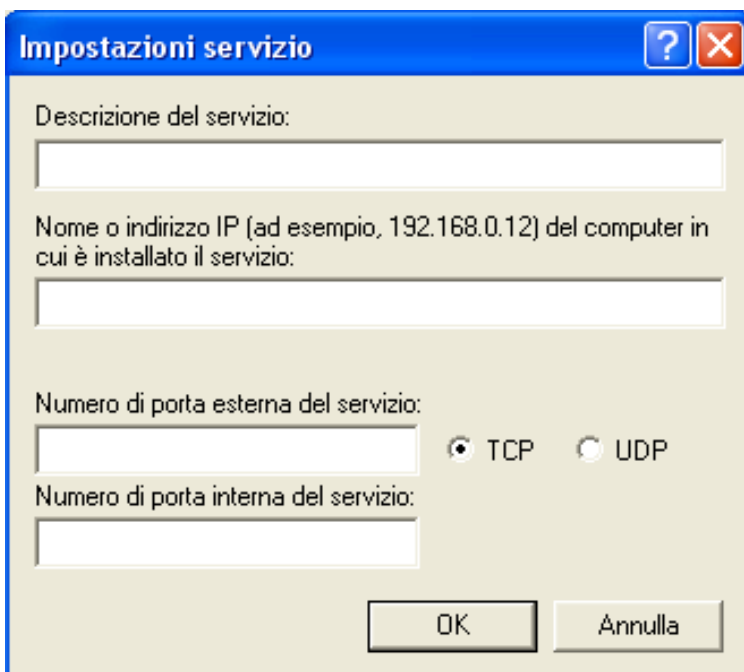 Impostazioni servizio
Descrizione del servizio:
Nome o indirizzo IP (ad esempio, 192.168.0.12) del computer in
cui è installato il servizio:
Numero di porta esterna del servizio:
TCP UDP
Numero di porta interna del servizio:
OK Annulla